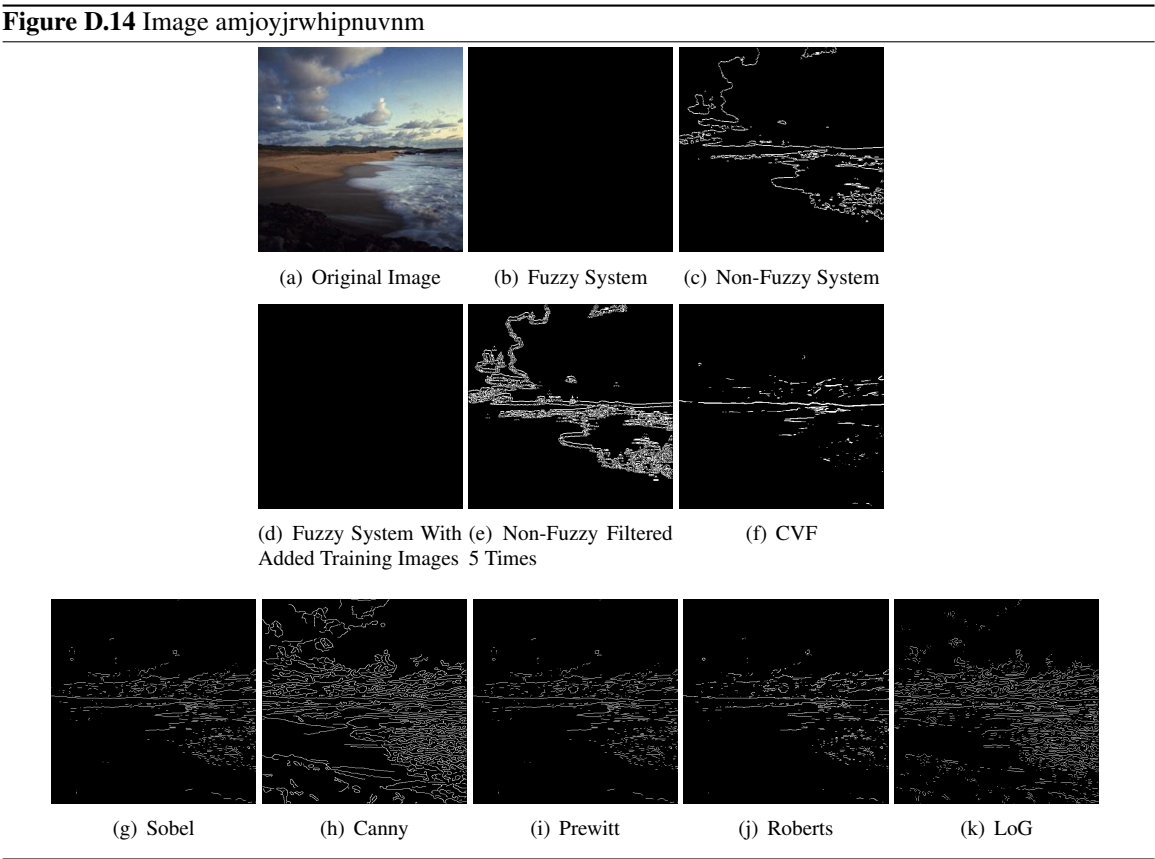 Figure D.14 Image amjoyjrwhipnuvnm
(a) Original Image
(b) Fuzzy System
(c) Non-Fuzzy System
(d) Fuzzy System With
Added Training Images
(e) Non-Fuzzy Filtered
5 Times
(f) CVF
(g) Sobel
(h) Canny
(i) Prewitt
(j) Roberts
(k) LoG